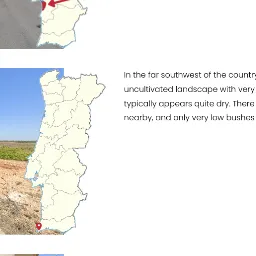 In the far southwest of the country
uncultivated landscape with very
typically appears quite dry. There
nearby, and only very low bushes